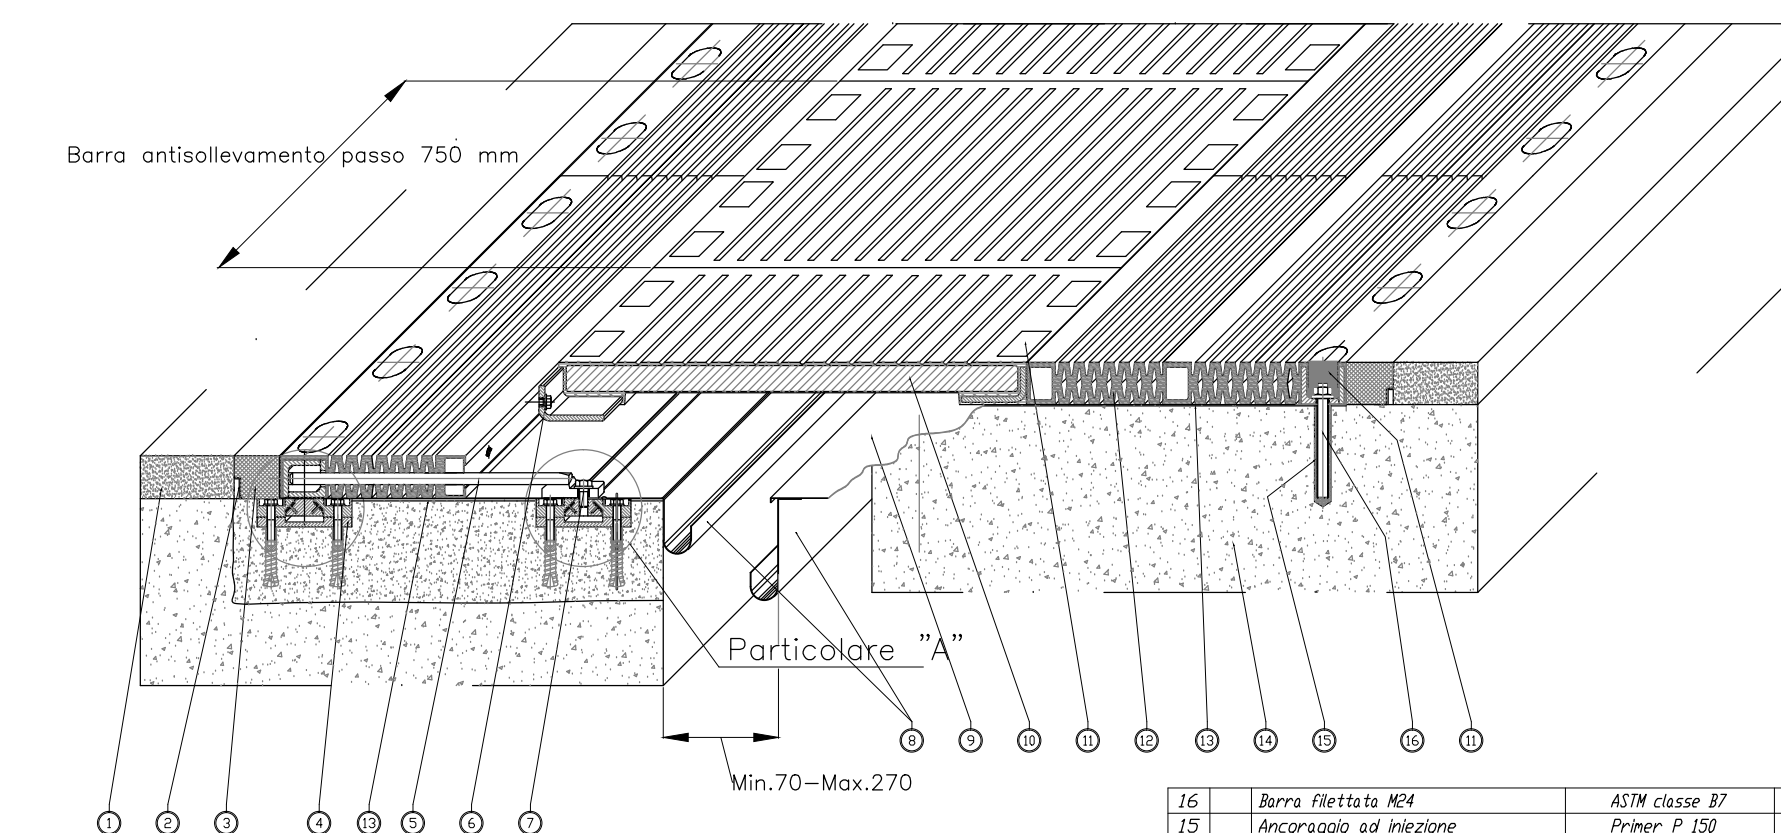 Barra antisollevamento passo 750 mm
Particolare "A"
8 9 10 11 12 13 14 15 16 11
Min.70-Max.270
1 2 3 4 13 5 6 7
16 Barra filettata M24 ASTM classe B7
15 Ancoraggio ad iniezione Primer P 150